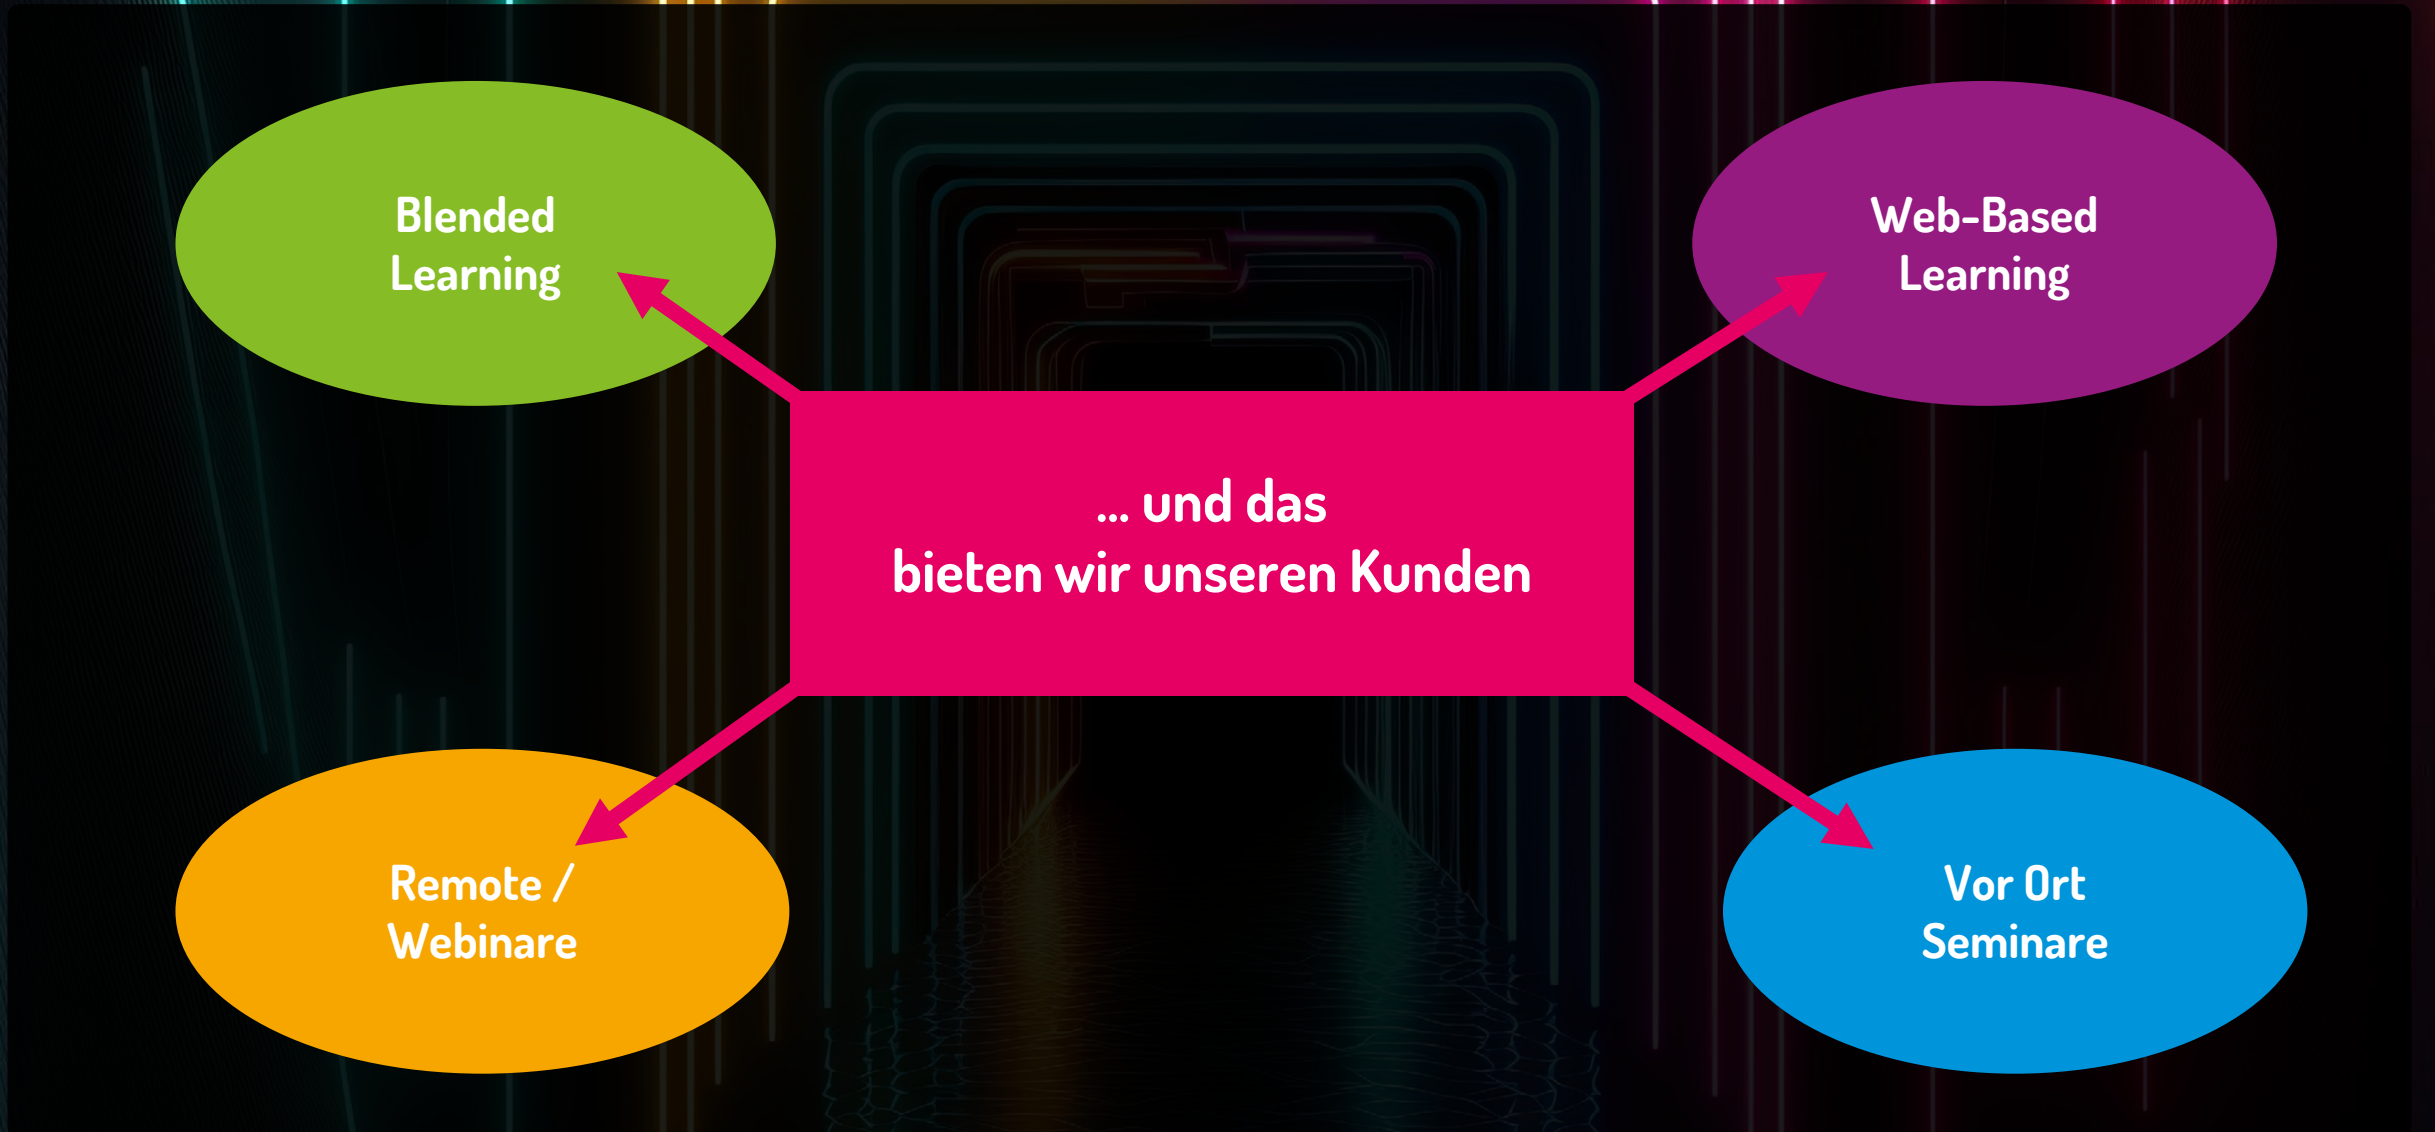 Blended
Learning
Web-Based
Learning
... und das
bieten wir unseren Kunden
Remote /
Webinare
Vor Ort
Seminare